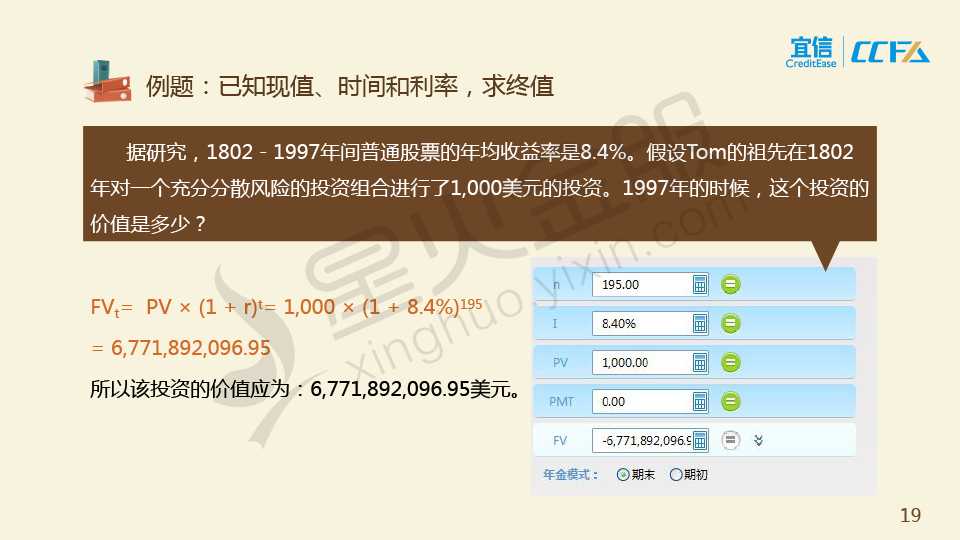 宜信
CreditEase
CCFA
例题：已知现值、时间和利率，求终值
据研究，1802 - 1997年间普通股票的年均收益率是8.4%。假设Tom的祖先在1802
年对一个充分分散风险的投资组合进行了1,000美元的投资。1997年的时候，这个投资的
价值是多少？
星火金服
xinghuo.yixin.com
FVt= PV × (1 + r)t= 1,000 × (1 + 8.4%)195
= 6,771,892,096.95
所以该投资的价值应为：6,771,892,096.95美元。
n 195.00
I 8.40%
PV 1,000.00
PMT 0.00
FV -6,771,892,096.9
年金模式： 期末 期初
19